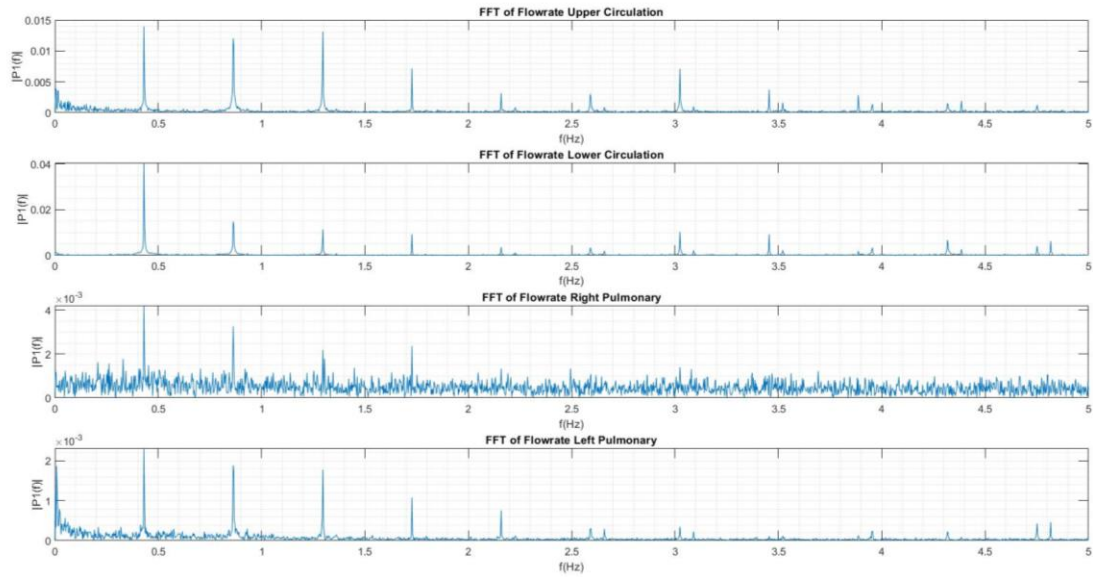 FFT of Flowrate Upper Circulation
|P1(f)|
0.015
0.01
0.005
0
0 0.5 1 1.5 2 2.5 3 3.5 4 4.5 5
f(Hz)
FFT of Flowrate Lower Circulation
|P1(f)|
0.04
0.02
0
0 0.5 1 1.5 2 2.5 3 3.5 4 4.5 5
f(Hz)
×10⁻³
FFT of Flowrate Right Pulmonary
|P1(f)|
4
2
0
0 0.5 1 1.5 2 2.5 3 3.5 4 4.5 5
f(Hz)
×10⁻³
FFT of Flowrate Left Pulmonary
|P1(f)|
2
1
0
0 0.5 1 1.5 2 2.5 3 3.5 4 4.5 5
f(Hz)